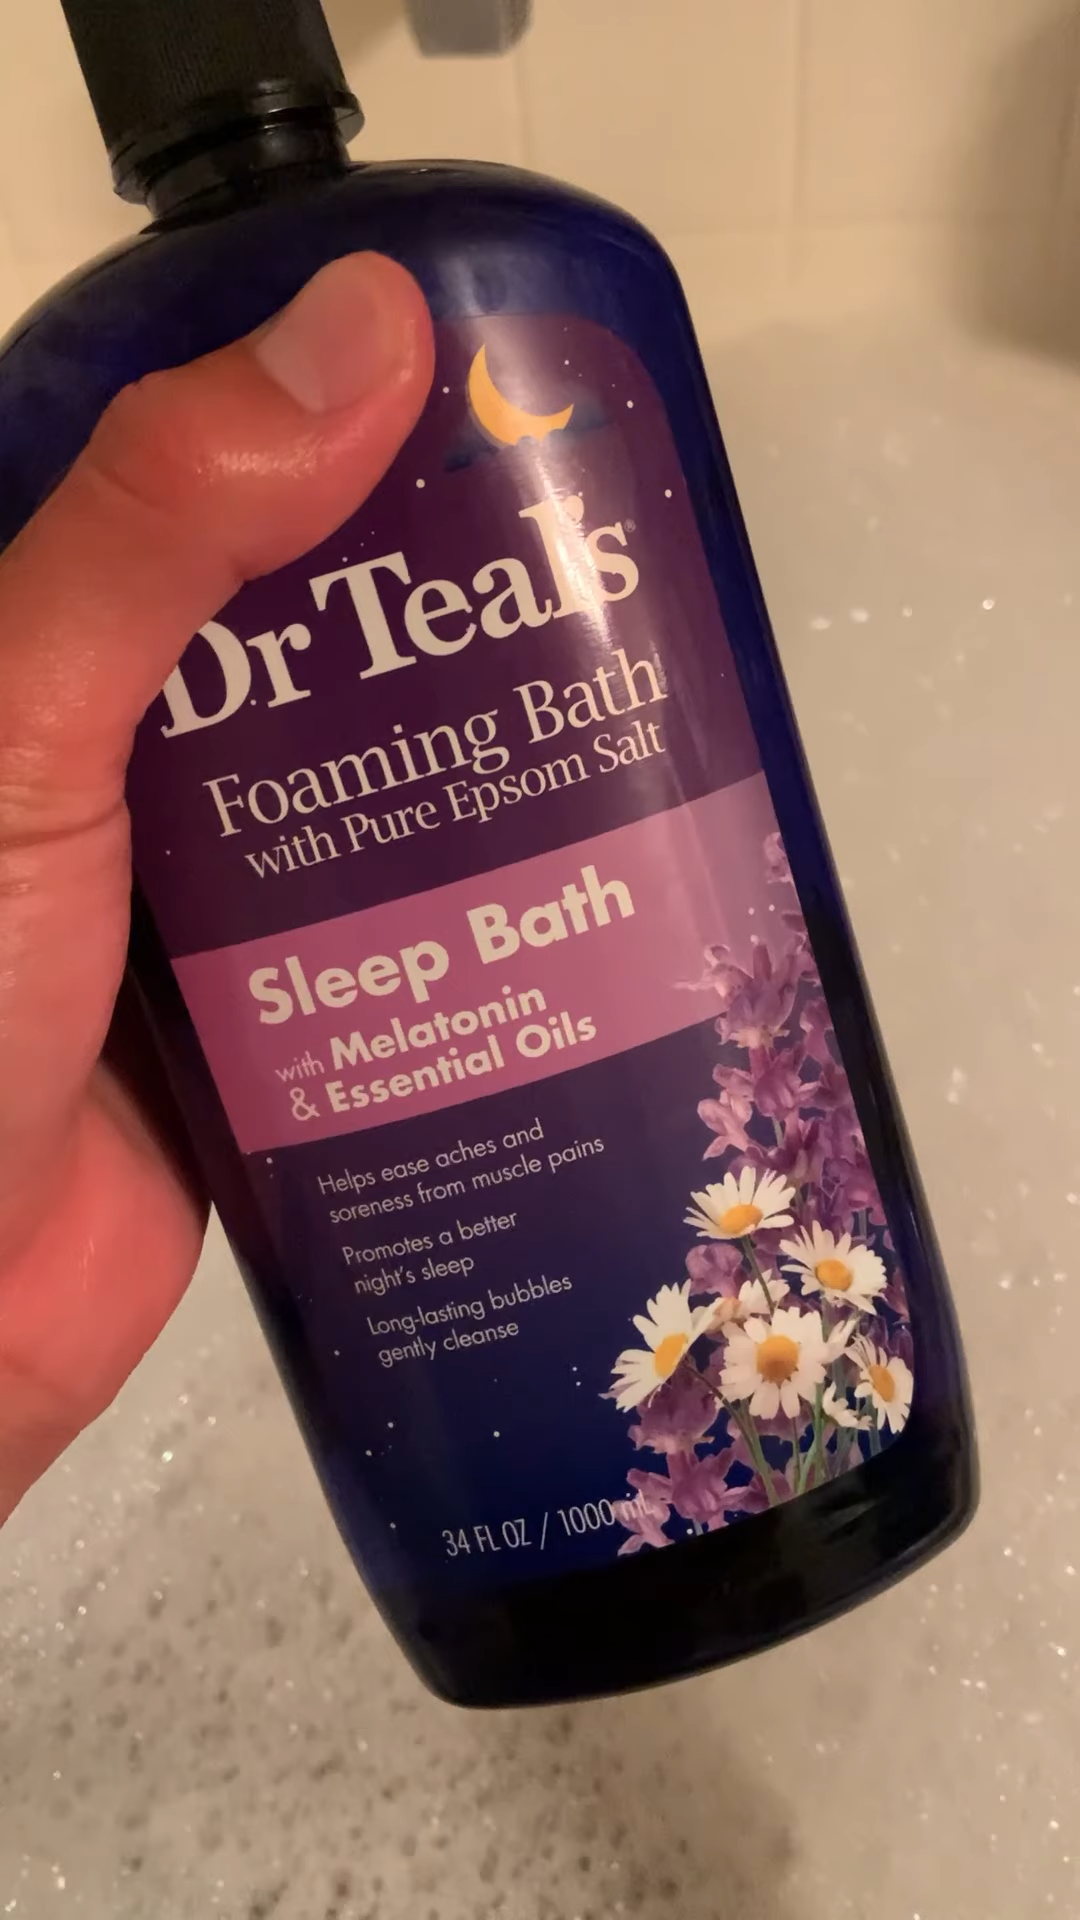 Dr Teal's®
Foaming Bath
with Pure Epsom Salt
Sleep Bath
with Melatonin
& Essential Oils
Helps ease aches and
soreness from muscle pains
Promotes a better
night's sleep
Long-lasting bubbles
gently cleanse
34 FL OZ / 1000 mL